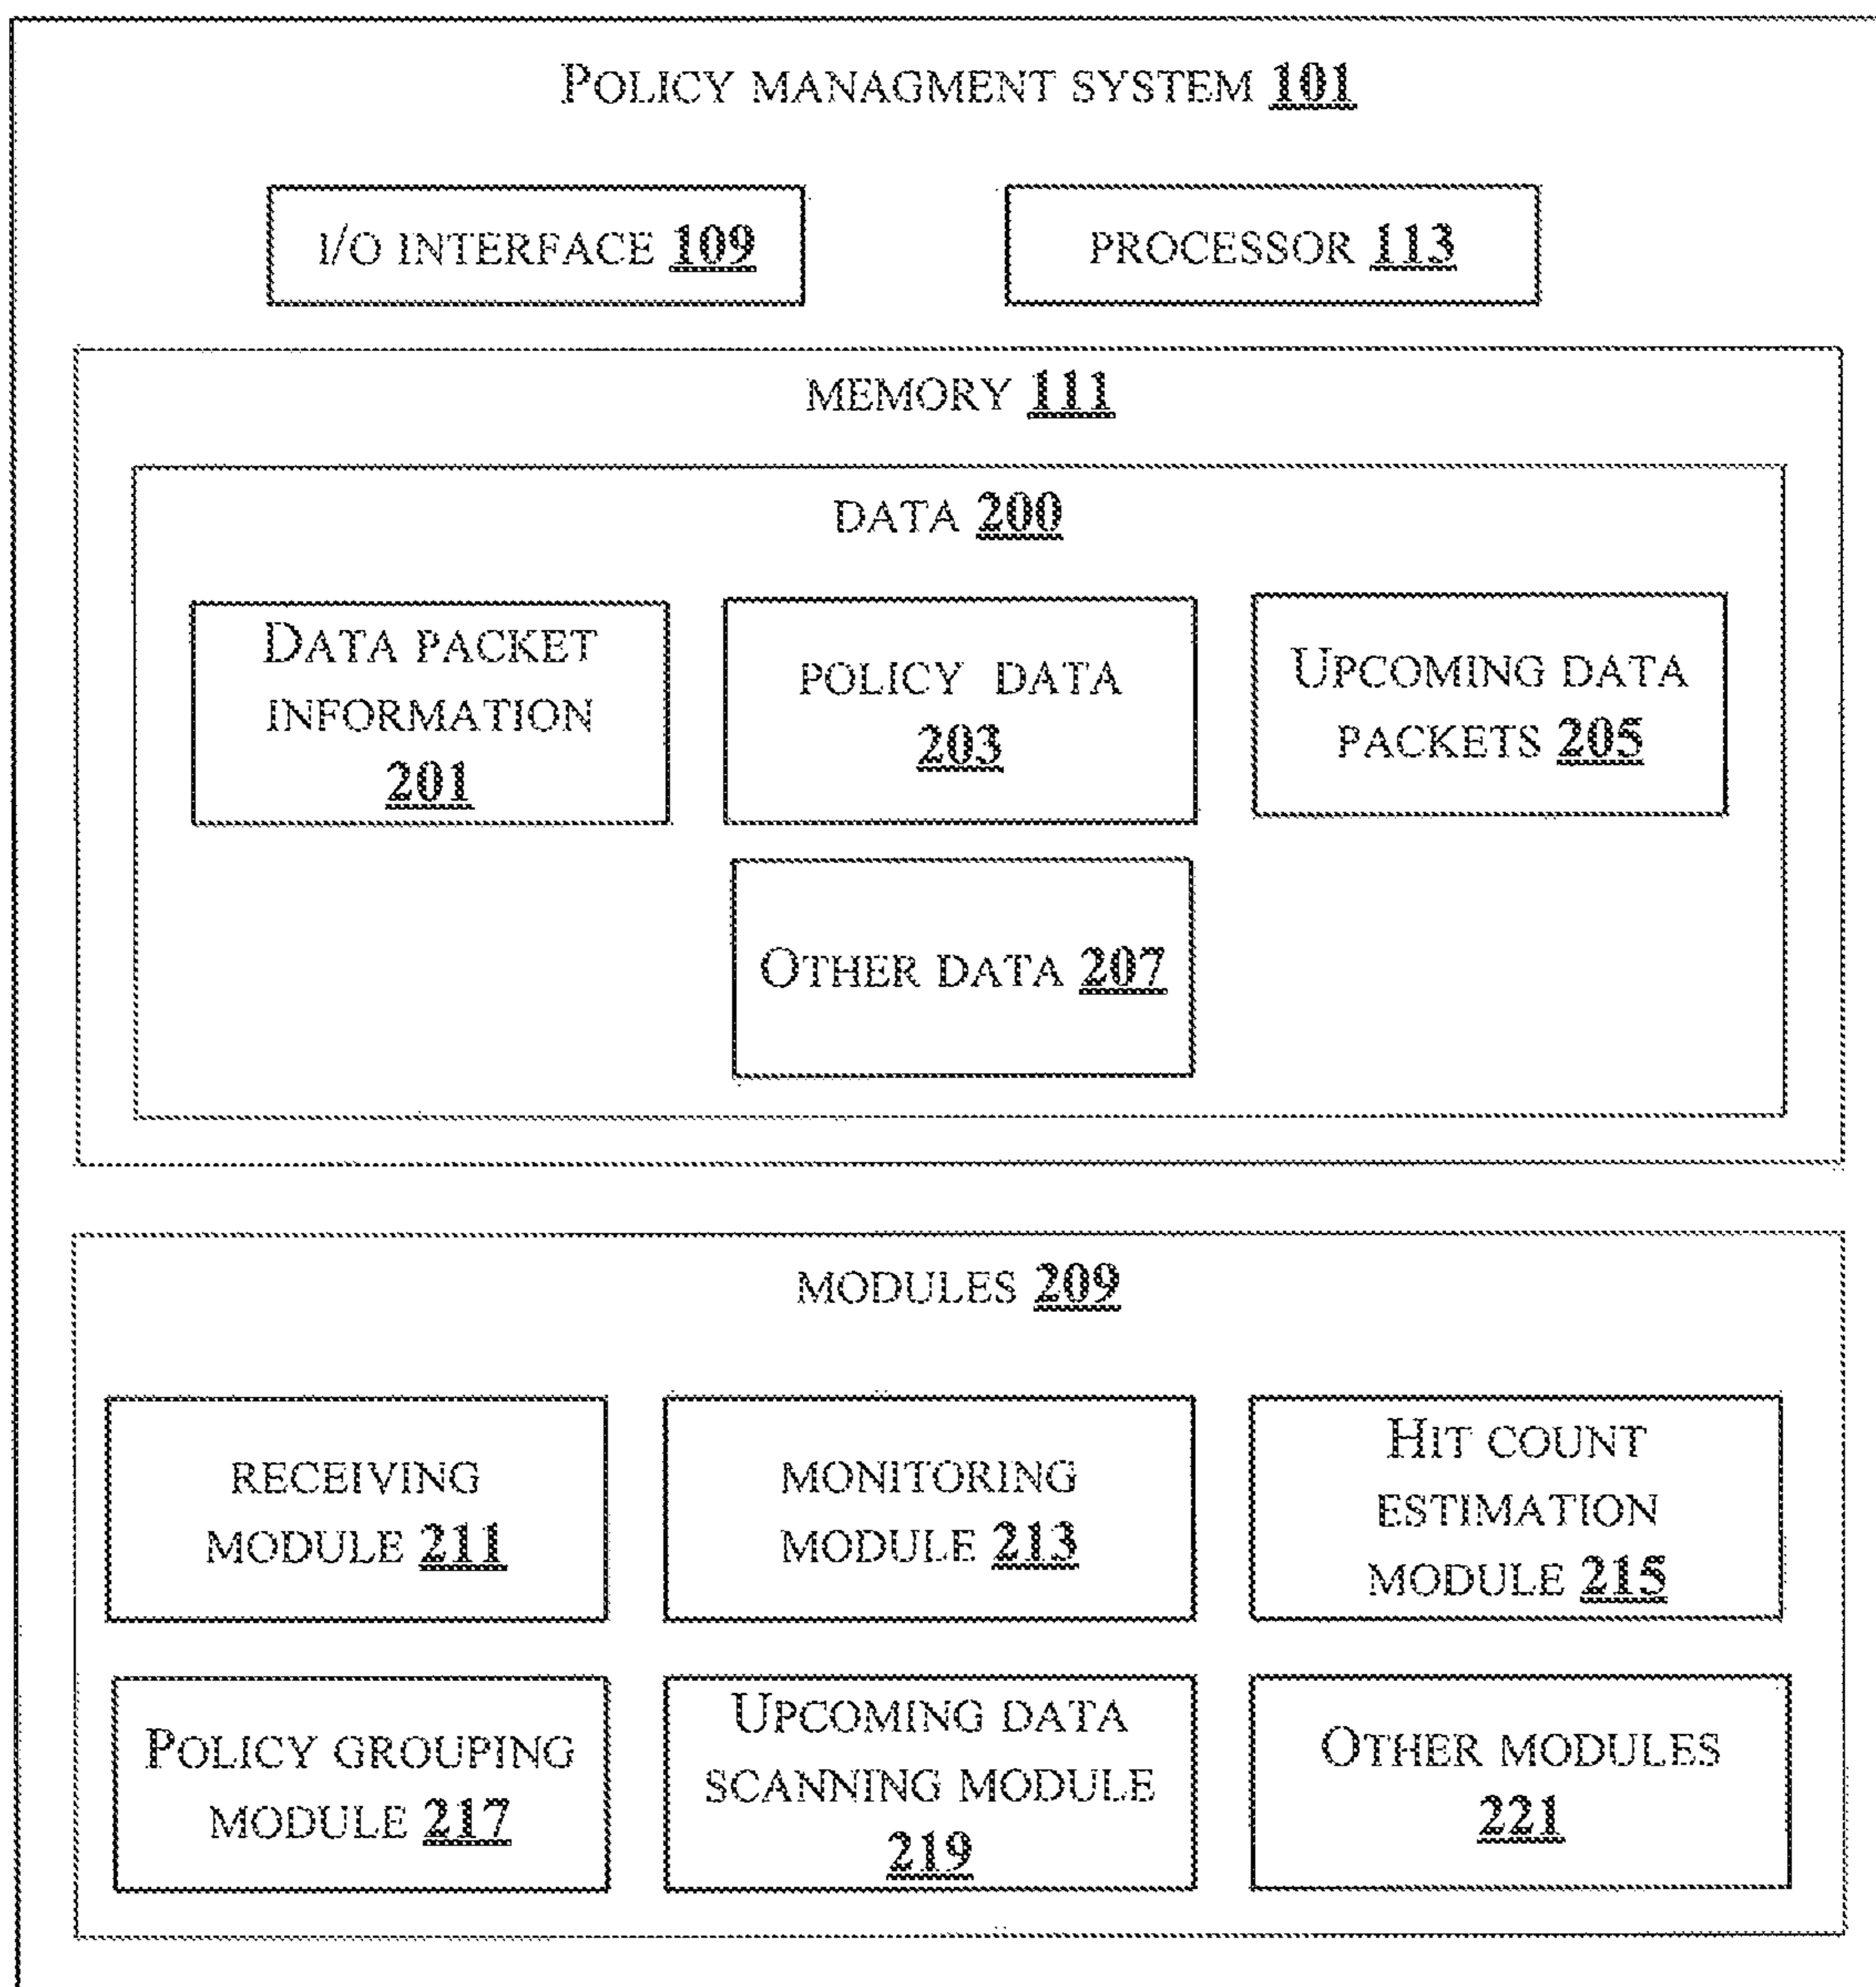 POLICY MANAGMENT SYSTEM 101
I/O INTERFACE 109
PROCESSOR 113
MEMORY 111
DATA 200
DATA PACKET
INFORMATION
201
POLICY DATA
203
UPCOMING DATA
PACKETS 205
OTHER DATA 207
MODULES 209
RECEIVING
MODULE 211
MONITORING
MODULE 213
HIT COUNT
ESTIMATION
MODULE 215
POLICY GROUPING
MODULE 217
UPCOMING DATA
SCANNING MODULE
219
OTHER MODULES
221